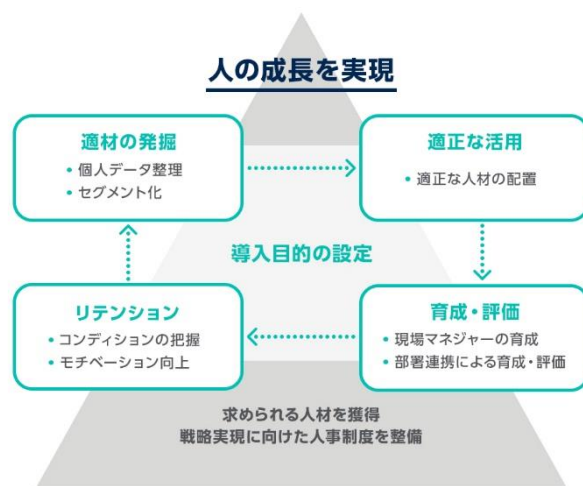 人の成長を実現
適材の発掘
• 個人データ整理
• セグメント化
適正な活用
• 適正な人材の配置
導入目的の設定
リテンション
• コンディションの把握
• モチベーション向上
育成・評価
• 現場マネジャーの育成
• 部署連携による育成・評価
求められる人材を獲得
戦略実現に向けた人事制度を整備